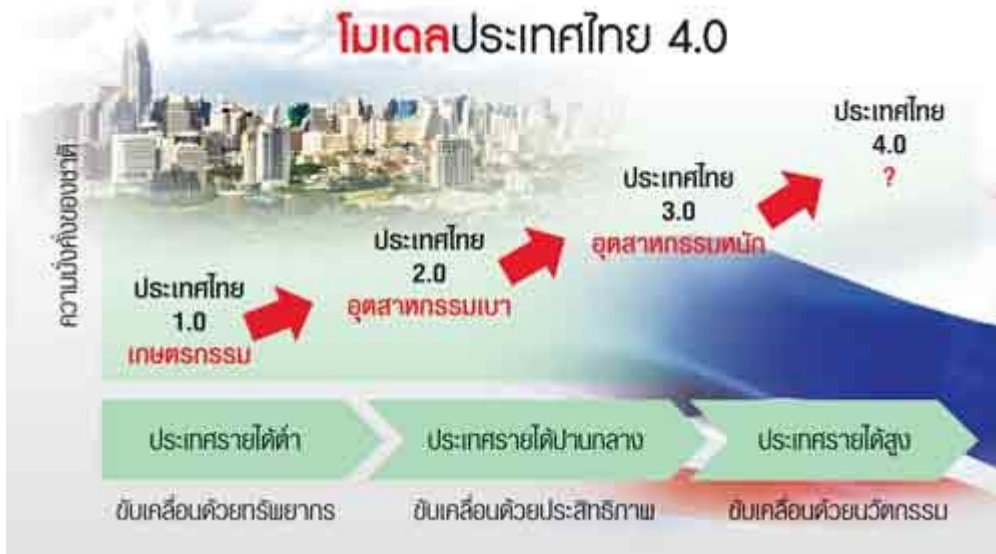 โมเดลประเทศไทย 4.0
ความมั่งคั่งของชาติ
ประเทศไทย
1.0
เกษตรกรรม
ประเทศไทย
2.0
อุตสาหกรรมเบา
ประเทศไทย
3.0
อุตสาหกรรมหนัก
ประเทศไทย
4.0
?
ประเทศรายได้ต่ำ
ประเทศรายได้ปานกลาง
ประเทศรายได้สูง
ขับเคลื่อนด้วยทรัพยากร
ขับเคลื่อนด้วยประสิทธิภาพ
ขับเคลื่อนด้วยนวัตกรรม